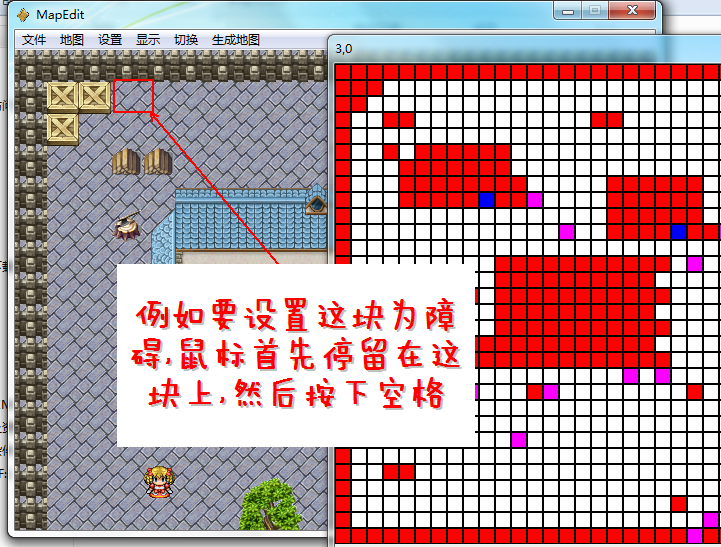 MapEdit
文件 地图 设置 显示 切换 生成地图
3,0
例如要设置这块为障
碍,鼠标首先停留在这
块上,然后按下空格